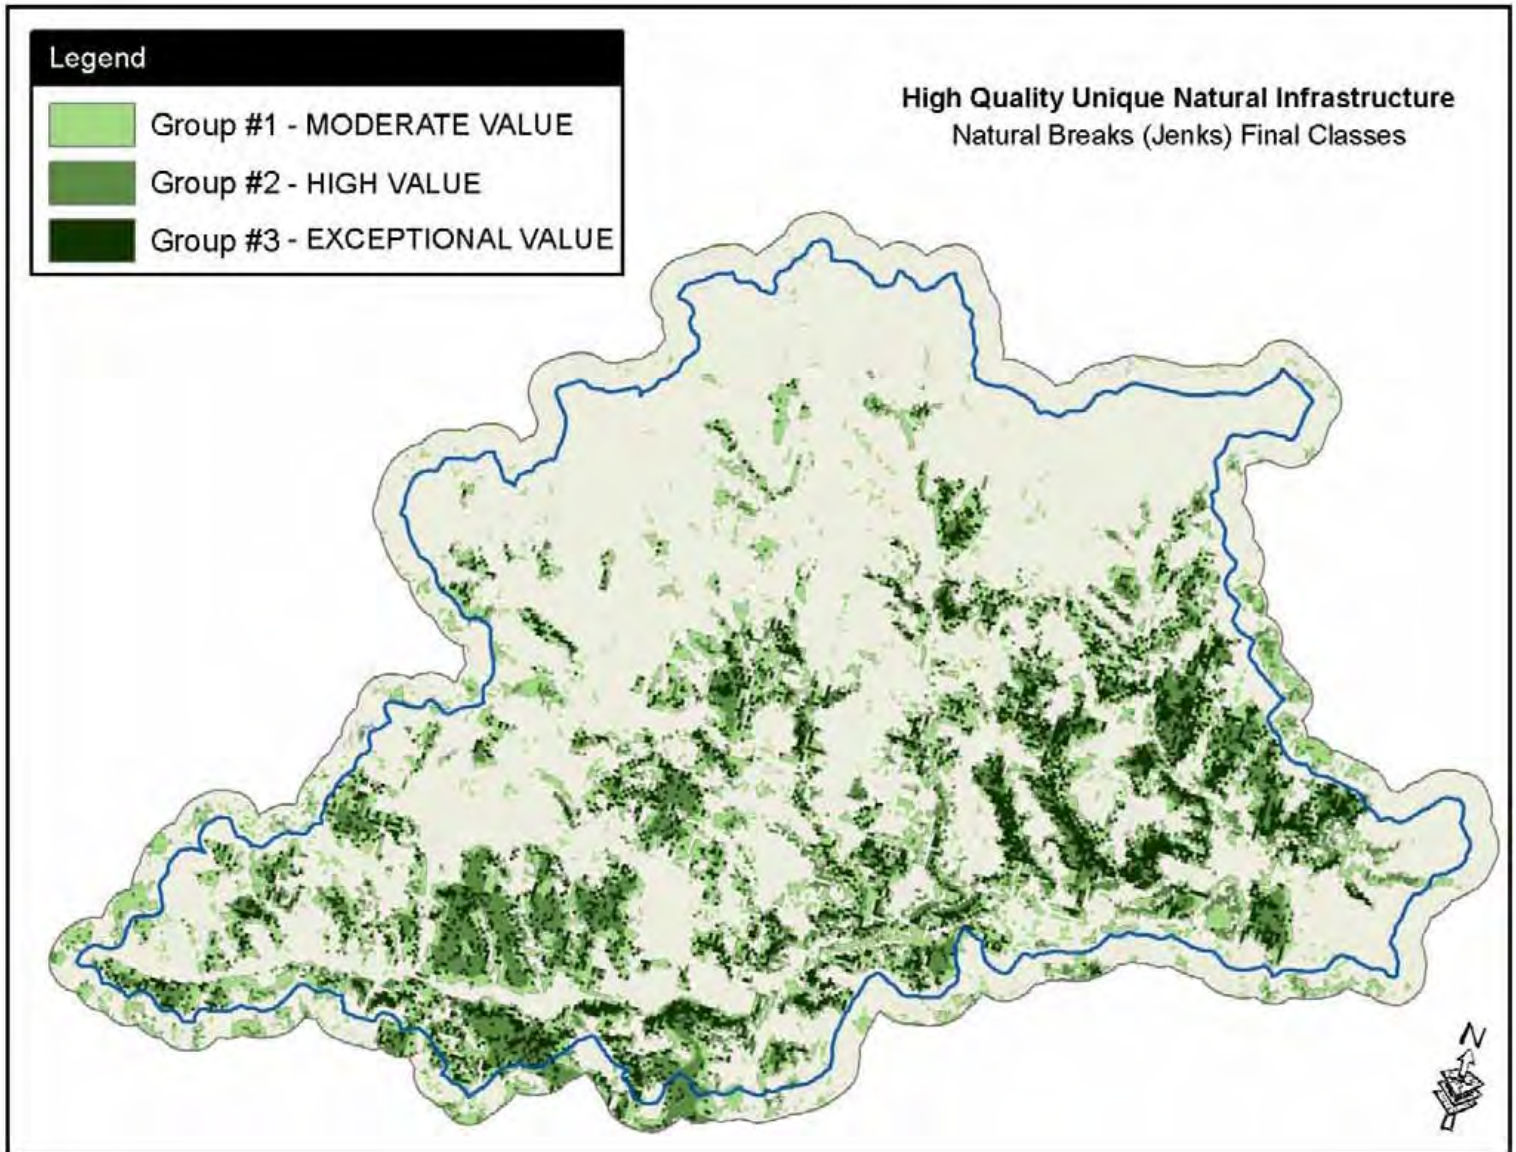 Legend
Group #1 - MODERATE VALUE
Group #2 - HIGH VALUE
Group #3 - EXCEPTIONAL VALUE
High Quality Unique Natural Infrastructure
Natural Breaks (Jenks) Final Classes
N